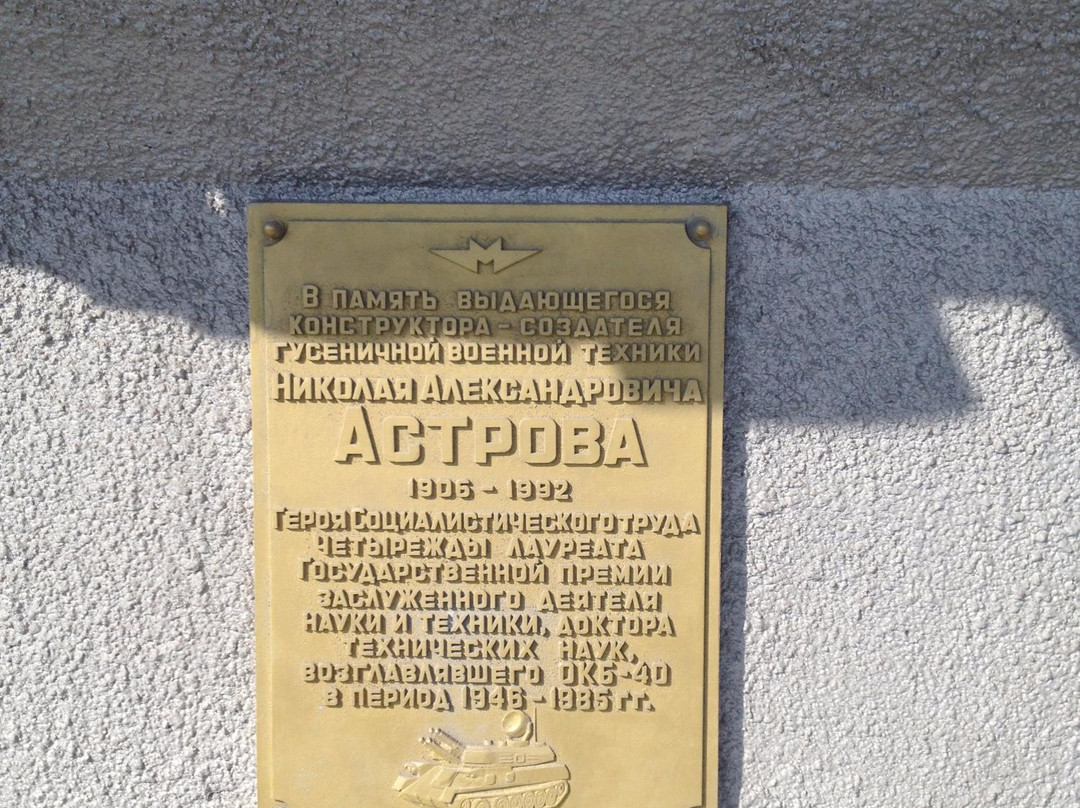 М
В ПАМЯТЬ ВЫДАЮЩЕГОСЯ
КОНСТРУКТОРА – СОЗДАТЕЛЯ
ГУСЕНИЧНОЙ ВОЕННОЙ ТЕХНИКИ
НИКОЛАЯ АЛЕКСАНДРОВИЧА
АСТРОВА
1906 – 1992
ГЕРОЯ СОЦИАЛИСТИЧЕСКОГО ТРУДА
ЧЕТЫРЕЖДЫ ЛАУРЕАТА
ГОСУДАРСТВЕННОЙ ПРЕМИИ
ЗАСЛУЖЕННОГО ДЕЯТЕЛЯ
НАУКИ И ТЕХНИКИ, ДОКТОРА
ТЕХНИЧЕСКИХ НАУК,
ВОЗГЛАВЛЯВШЕГО ОКБ-40
В ПЕРИОД 1946 – 1985 ГГ.